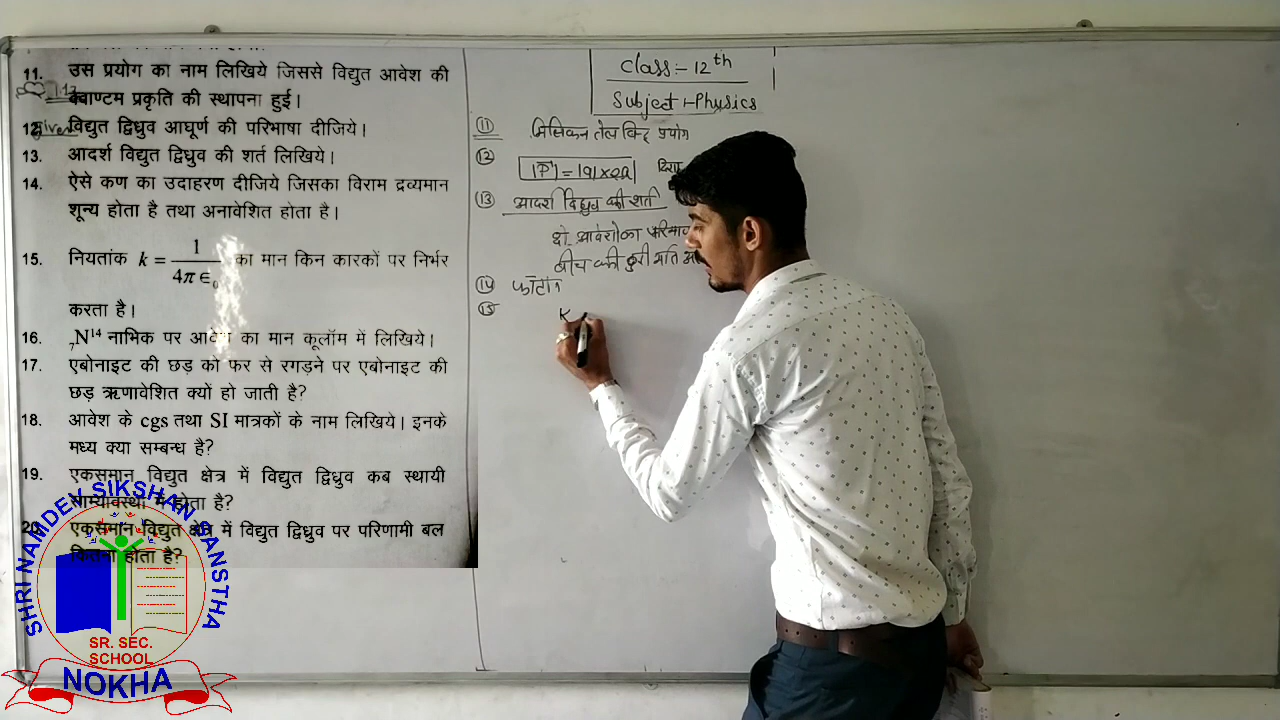 11. उस प्रयोग का नाम लिखिये जिससे विद्युत आवेश की
क्वाण्टम प्रकृति की स्थापना हुई।
12. विद्युत द्विध्रुव आघूर्ण की परिभाषा दीजिये।
13. आदर्श विद्युत द्विध्रुव की शर्त लिखिये।
14. ऐसे कण का उदाहरण दीजिये जिसका विराम द्रव्यमान
शून्य होता है तथा अनावेशित होता है।
15. नियतांक k = 1/4π∈₀ का मान किन कारकों पर निर्भर
करता है।
16. ₇N¹⁴ नाभिक पर आवेश का मान कूलॉम में लिखिये।
17. एबोनाइट की छड़ को फर से रगड़ने पर एबोनाइट की
छड़ ऋणावेशित क्यों हो जाती है?
18. आवेश के cgs तथा SI मात्रकों के नाम लिखिये। इनके
मध्य क्या सम्बन्ध है?
19. एकसमान विद्युत क्षेत्र में विद्युत द्विध्रुव कब स्थायी
साम्यावस्था में होता है?
20. एकसमान विद्युत क्षेत्र में विद्युत द्विध्रुव पर परिणामी बल
कितना होता है?
given
Class:- 12th
Subject :- Physics
11 मिलिकन तेल प्रयोग
12 |P| = |q| x 2a दिशा
13 आदर्श द्विध्रुव की शर्त
दो आवेशो का
बीच की दुरी अति
14 फोटॉन
15 K
SHRI NAMDEV SIKSHAN SANSTHA
SR. SEC.
SCHOOL
NOKHA